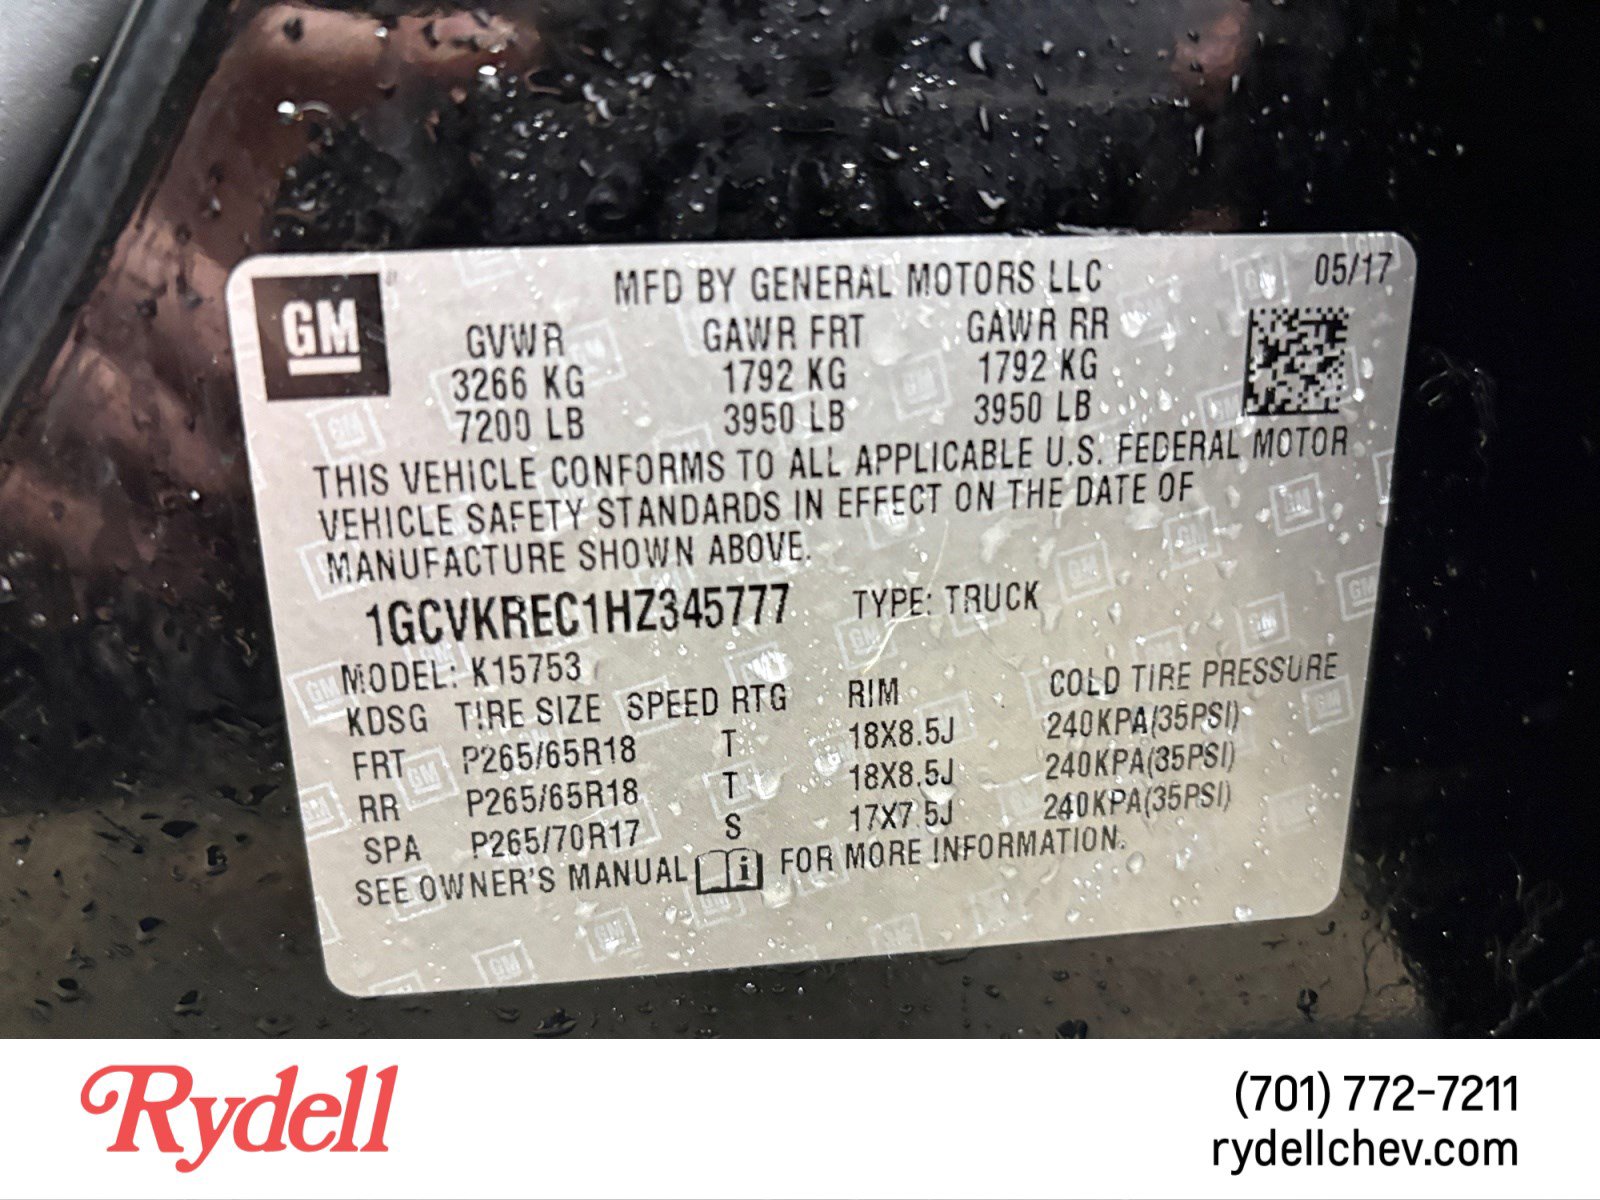 GM
MFD BY GENERAL MOTORS LLC 05/17
GVWR GAWR FRT GAWR RR
3266 KG 1792 KG 1792 KG
7200 LB 3950 LB 3950 LB
THIS VEHICLE CONFORMS TO ALL APPLICABLE U.S. FEDERAL MOTOR
VEHICLE SAFETY STANDARDS IN EFFECT ON THE DATE OF
MANUFACTURE SHOWN ABOVE.
1GCVKREC1HZ345777 TYPE: TRUCK
MODEL: K15753
KDSG TIRE SIZE SPEED RTG RIM COLD TIRE PRESSURE
FRT P265/65R18 T 18X8.5J 240KPA(35PSI)
RR P265/65R18 T 18X8.5J 240KPA(35PSI)
SPA P265/70R17 S 17X7.5J 240KPA(35PSI)
SEE OWNER'S MANUAL i FOR MORE INFORMATION.
Rydell
(701) 772-7211
rydellchev.com